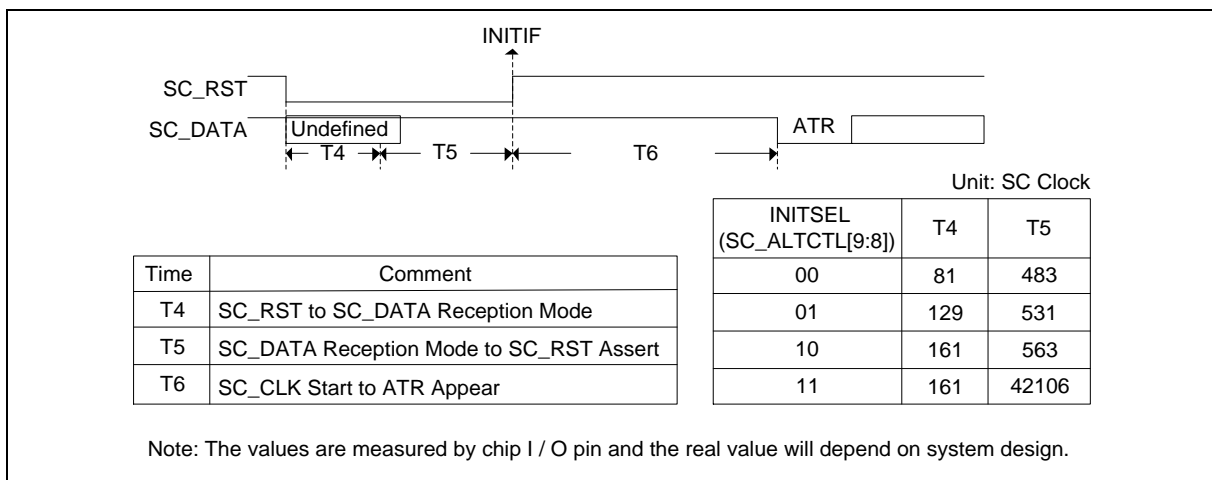 INITIF
SC_RST
SC_DATA Undefined ATR
T4 T5 T6
Unit: SC Clock
INITSEL (SC_ALTCTL[9:8]) T4 T5
00 81 483
01 129 531
10 161 563
11 161 42106
Time Comment
T4 SC_RST to SC_DATA Reception Mode
T5 SC_DATA Reception Mode to SC_RST Assert
T6 SC_CLK Start to ATR Appear
Note: The values are measured by chip I / O pin and the real value will depend on system design.